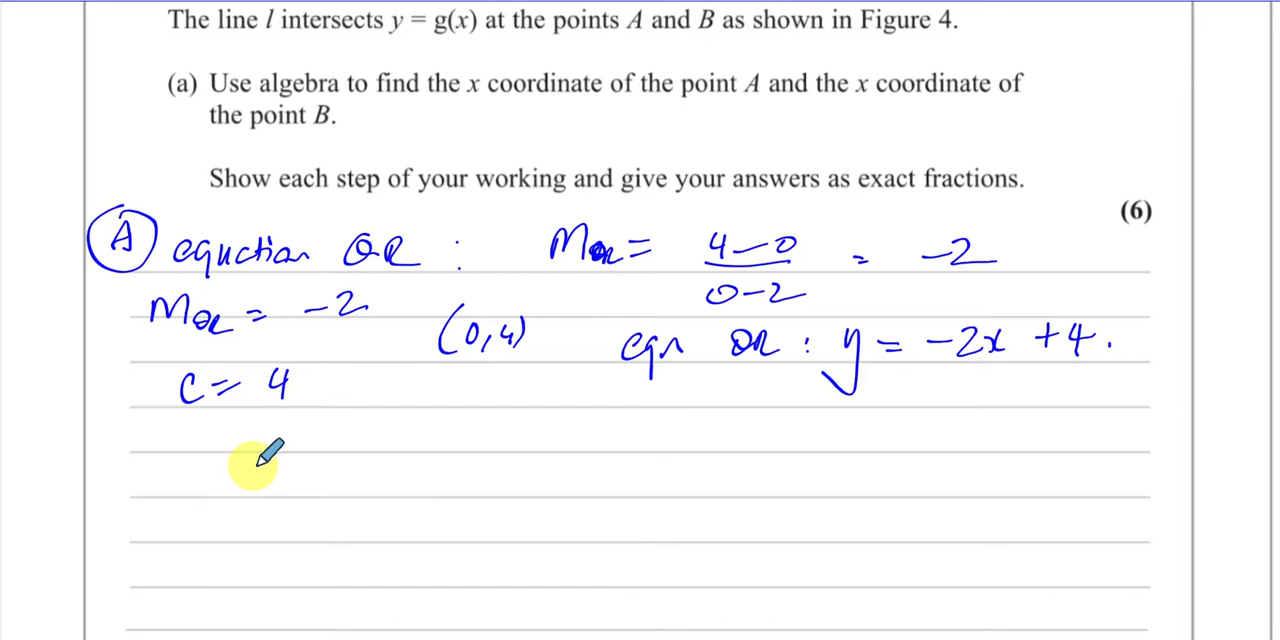 The line l intersects y = g(x) at the points A and B as shown in Figure 4.
(a) Use algebra to find the x coordinate of the point A and the x coordinate of
the point B.
Show each step of your working and give your answers as exact fractions.
(6)
A equction QR : MQR = 4-0 / 0-2 = -2
MQR = -2 (0,4) eqn QR : y = -2x + 4.
C = 4